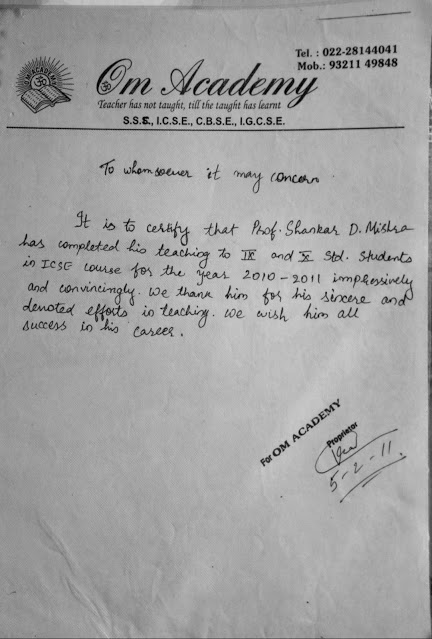 Tel. : 022-28144041
Mob.: 93211 49848
OM ACADEMY
Om Academy
Teacher has not taught, till the taught has learnt
S.S.C., I.C.S.E., C.B.S.E., I.G.C.S.E.
To whomsoever it may concern
It is to certify that Prof. Shankar D. Mishra
has completed his teaching to IX and X Std. Students
in ICSE course for the year 2010-2011 impressively
and convincingly. We thank him for his sincere and
devoted efforts in teaching. We wish him all
success in his career.
For OM ACADEMY
Proprietor
5-2-11.